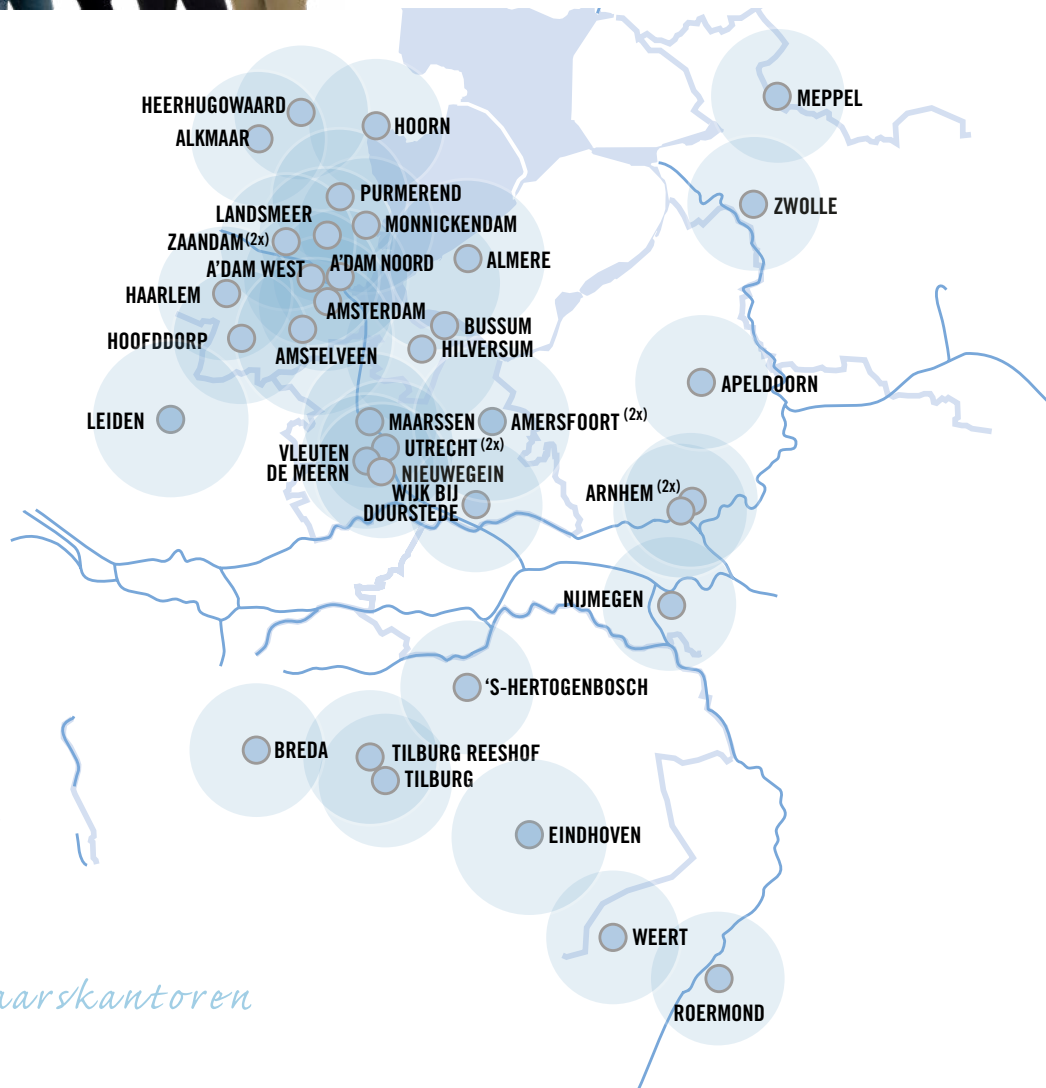 HEERHUGOWAARD
ALKMAAR
HOORN
MEPPEL
PURMEREND
LANDSMEER
MONNICKENDAM
ZWOLLE
ZAANDAM (2x)
A'DAM WEST
A'DAM NOORD
ALMERE
HAARLEM
AMSTERDAM
BUSSUM
HOOFDDORP
HILVERSUM
AMSTELVEEN
APELDOORN
LEIDEN
MAARSSEN
AMERSFOORT (2x)
UTRECHT (2x)
VLEUTEN
DE MEERN
NIEUWEGEIN
WIJK BIJ
DUURSTEDE
ARNHEM (2x)
NIJMEGEN
‘S-HERTOGENBOSCH
BREDA
TILBURG REESHOF
TILBURG
EINDHOVEN
WEERT
aarskantoren
ROERMOND